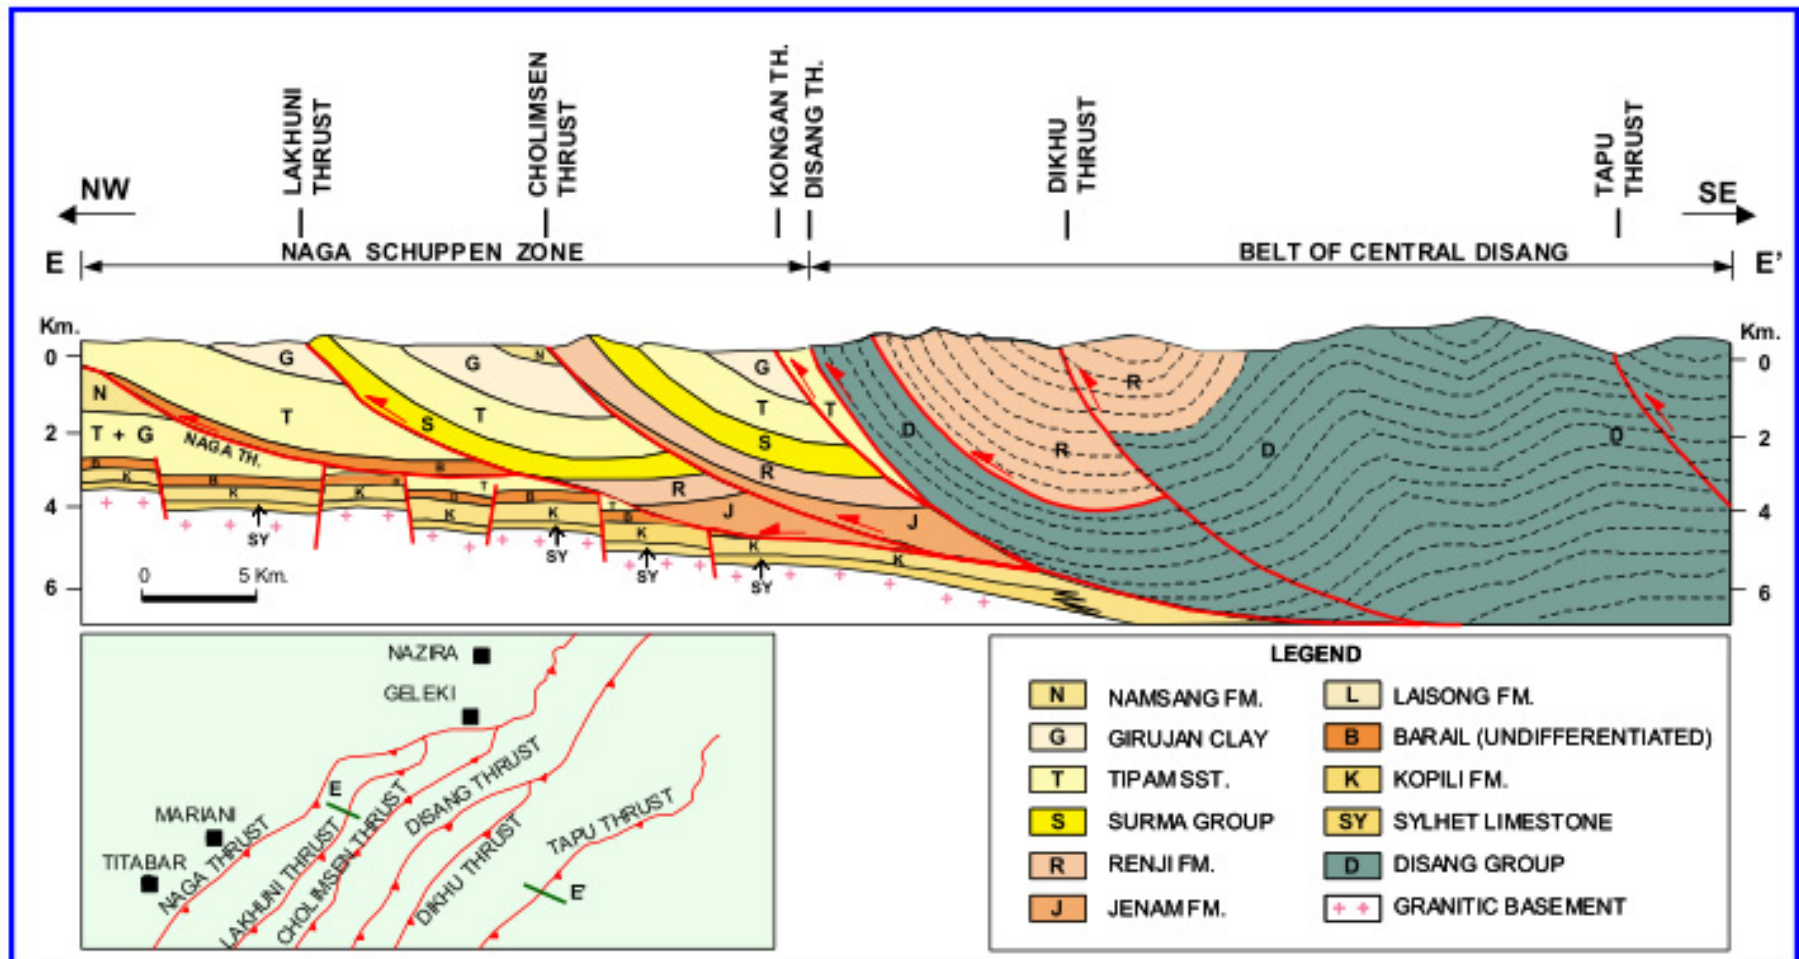 LAKHUNI THRUST
CHOLIMSEN THRUST
KONGAN TH.
DISANG TH.
DIKHU THRUST
TAPU THRUST
NW
SE
E
NAGA SCHUPPEN ZONE
BELT OF CENTRAL DISANG
E'
Km.
Km.
0
2
4
6
0
2
4
6
G
G
N
G
N
T
T
T
T
S
S
T + G
NAGA TH.
R
R
R
R
J
J
D
D
D
B
K
B
K
B
K
B
T
B
K
B
K
T
B
K
K
K
SY
SY
SY
SY
0 5 Km.
NAZIRA
GELEKI
MARIANI
TITABAR
E
E'
NAGA THRUST
LAKHUNI THRUST
CHOLIMSEN THRUST
DISANG THRUST
DIKHU THRUST
TAPU THRUST
LEGEND
N NAMSANG FM.
G GIRUJAN CLAY
T TIPAM SST.
S SURMA GROUP
R RENJI FM.
J JENAM FM.
L LAISONG FM.
B BARAIL (UNDIFFERENTIATED)
K KOPILI FM.
SY SYLHET LIMESTONE
D DISANG GROUP
GRANITIC BASEMENT